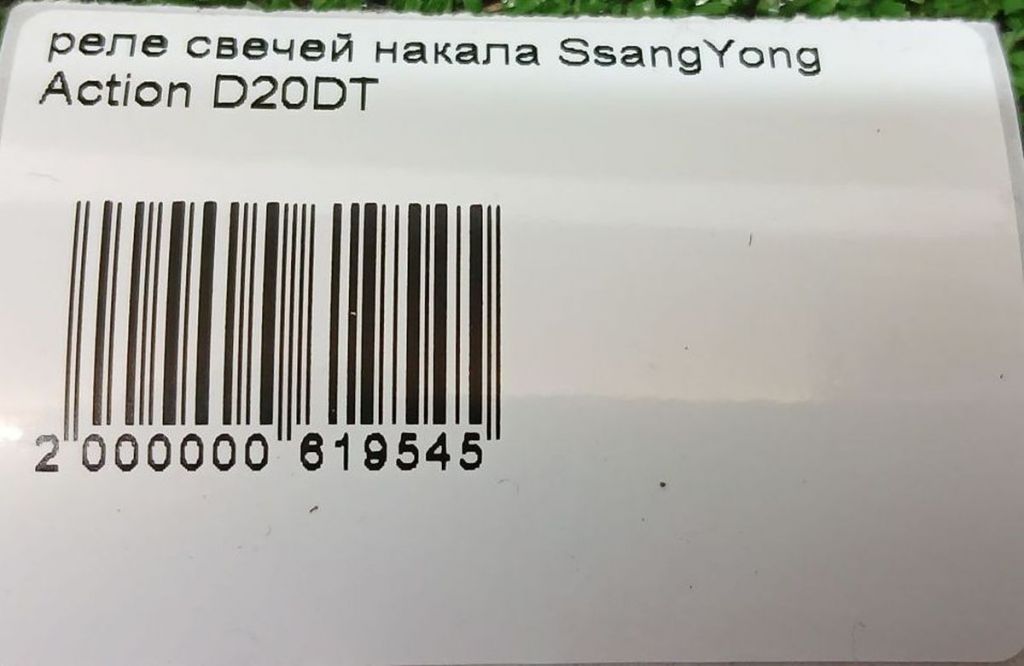 реле свечей накала SsangYong
Action D20DT
2 000000 619545